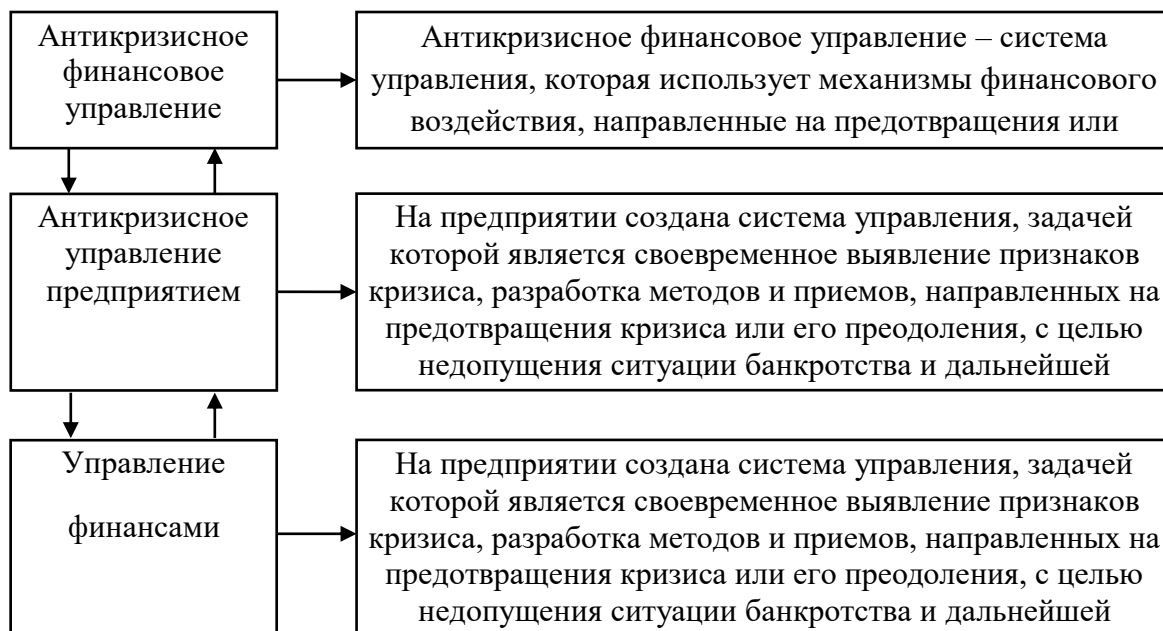 Антикризисное
финансовое
управление
Антикризисное финансовое управление – система
управления, которая использует механизмы финансового
воздействия, направленные на предотвращения или
Антикризисное
управление
предприятием
На предприятии создана система управления, задачей
которой является своевременное выявление признаков
кризиса, разработка методов и приемов, направленных на
предотвращения кризиса или его преодоления, с целью
недопущения ситуации банкротства и дальнейшей
Управление
финансами
На предприятии создана система управления, задачей
которой является своевременное выявление признаков
кризиса, разработка методов и приемов, направленных на
предотвращения кризиса или его преодоления, с целью
недопущения ситуации банкротства и дальнейшей